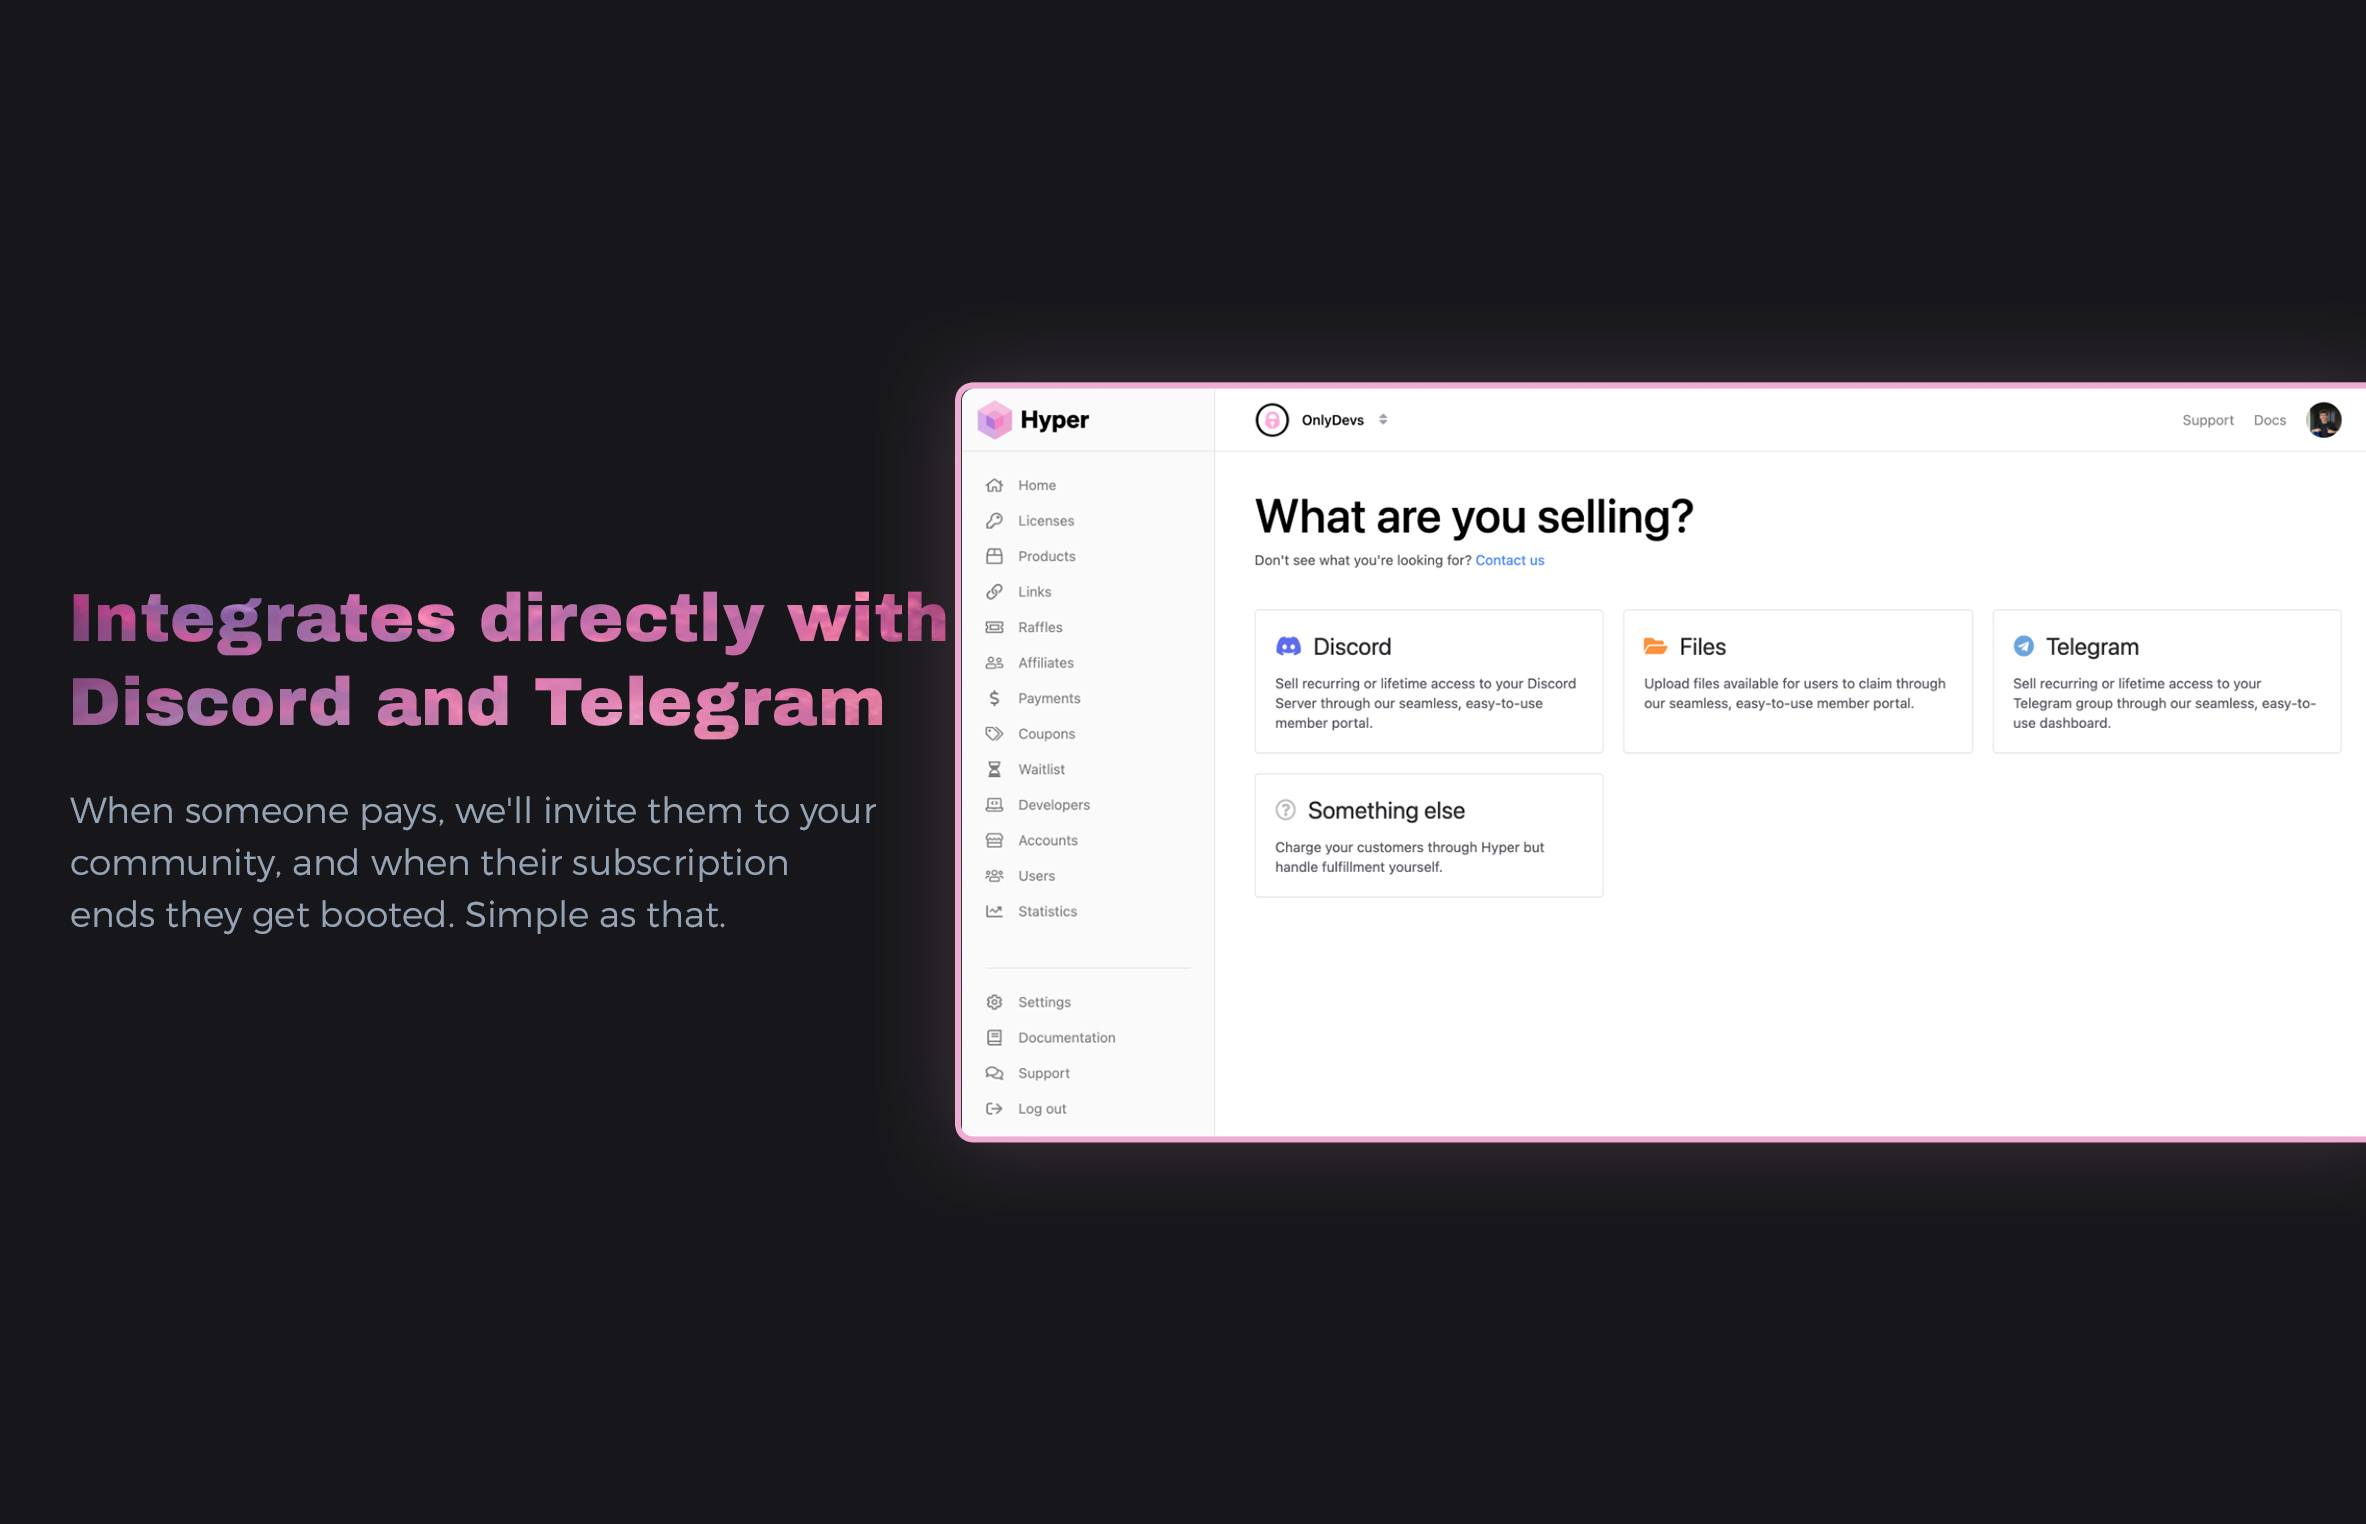 Integrates directly with
Discord and Telegram
When someone pays, we'll invite them to your
community, and when their subscription
ends they get booted. Simple as that.
Hyper
Home
Licenses
Products
Links
Raffles
Affiliates
Payments
Coupons
Waitlist
Developers
Accounts
Users
Statistics
Settings
Documentation
Support
Log out
OnlyDevs
Support
Docs
What are you selling?
Don't see what you're looking for? Contact us
Discord
Sell recurring or lifetime access to your Discord
Server through our seamless, easy-to-use
member portal.
Files
Upload files available for users to claim through
our seamless, easy-to-use member portal.
Telegram
Sell recurring or lifetime access to your
Telegram group through our seamless, easy-to-
use dashboard.
Something else
Charge your customers through Hyper but
handle fulfillment yourself.